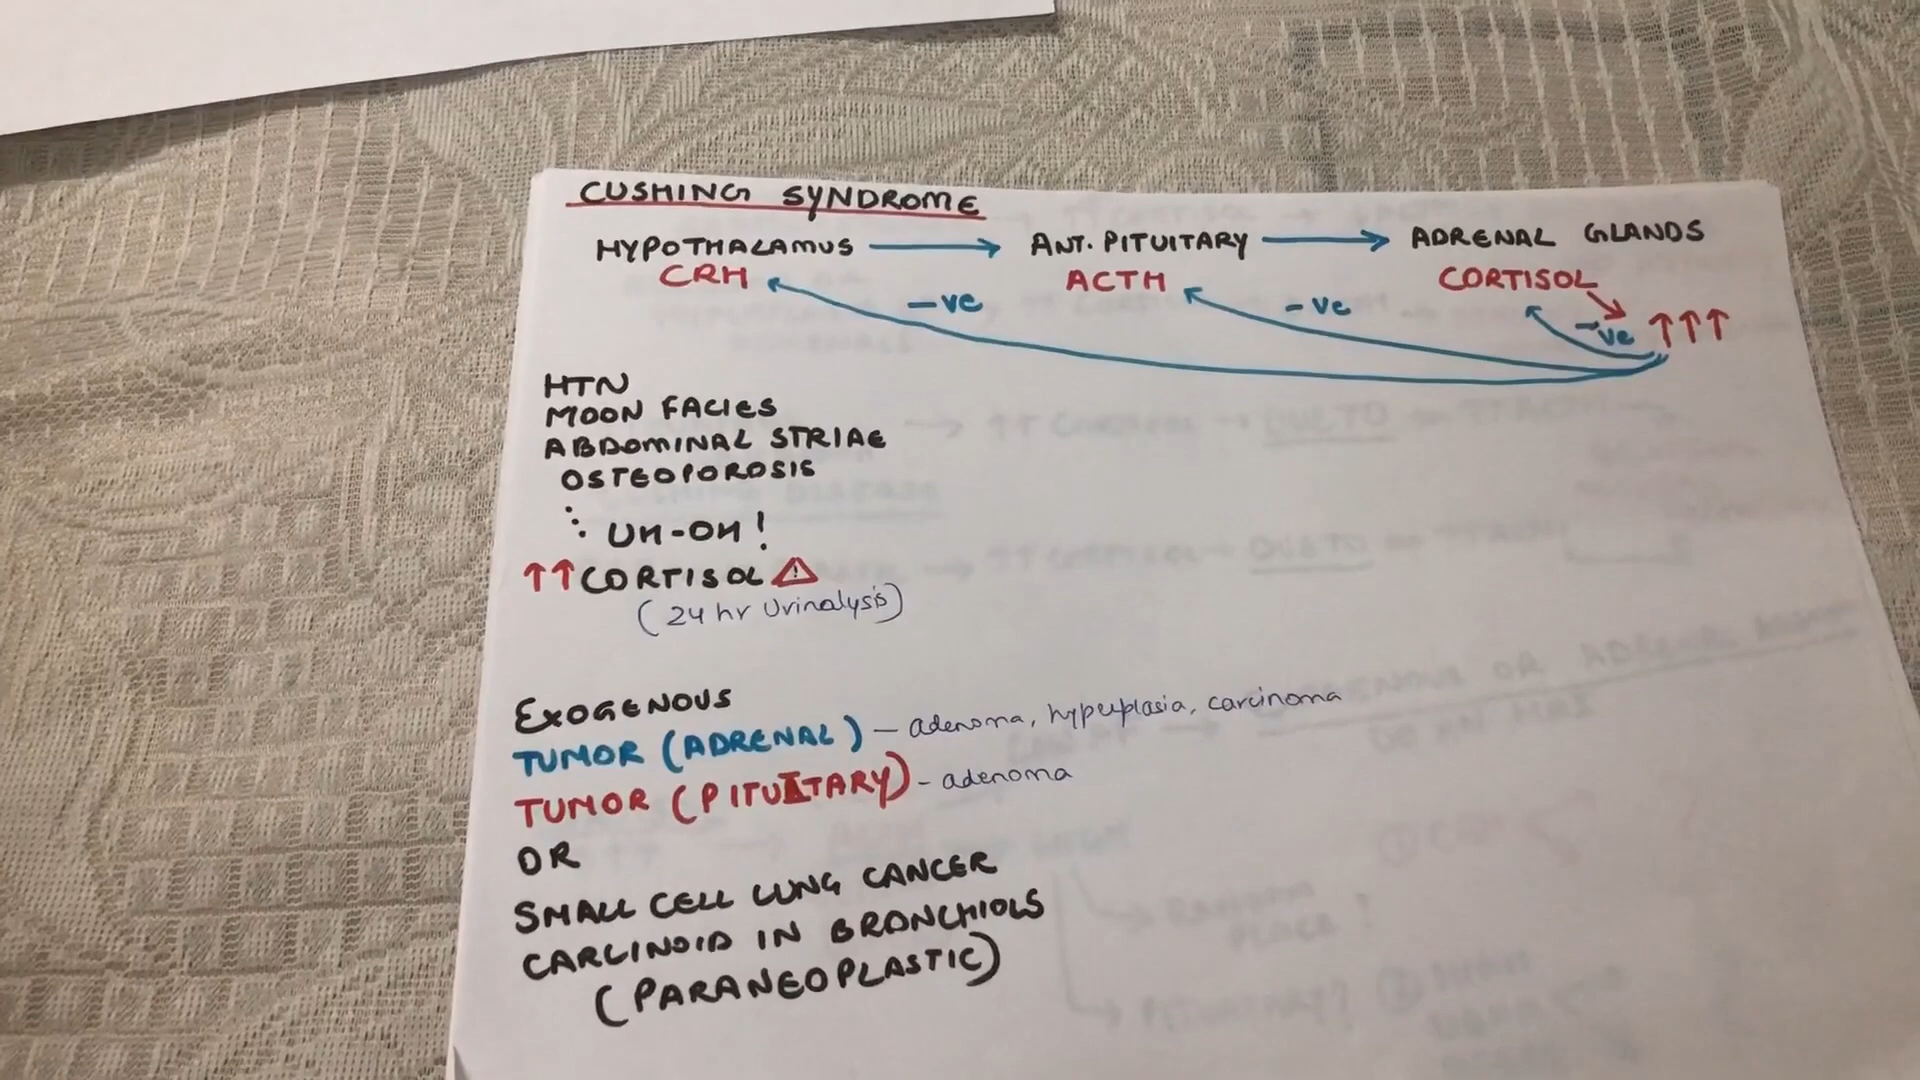 CUSHING SYNDROME
HYPOTHALAMUS → ANT. PITUITARY → ADRENAL GLANDS
CRH ACTH CORTISOL
-ve -ve -ve ↑↑↑
HTN
MOON FACIES
ABDOMINAL STRIAE
OSTEOPOROSIS
∴ UH-OH!
↑↑ CORTISOL ⚠
(24 hr Urinalysis)
EXOGENOUS
TUMOR (ADRENAL) - adenoma, hyperplasia, carcinoma
TUMOR (PITUITARY) - adenoma
OR
SMALL CELL LUNG CANCER
CARCINOID IN BRONCHIOLS
(PARANEOPLASTIC)